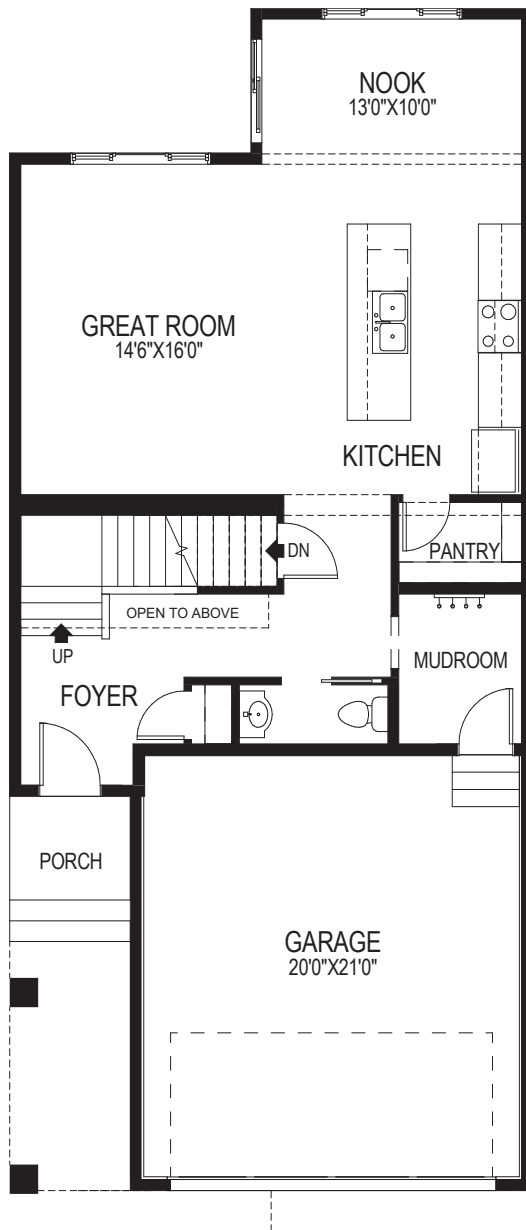 NOOK
13'0"X10'0"
GREAT ROOM
14'6"X16'0"
KITCHEN
DN
PANTRY
OPEN TO ABOVE
UP
MUDROOM
FOYER
PORCH
GARAGE
20'0"X21'0"